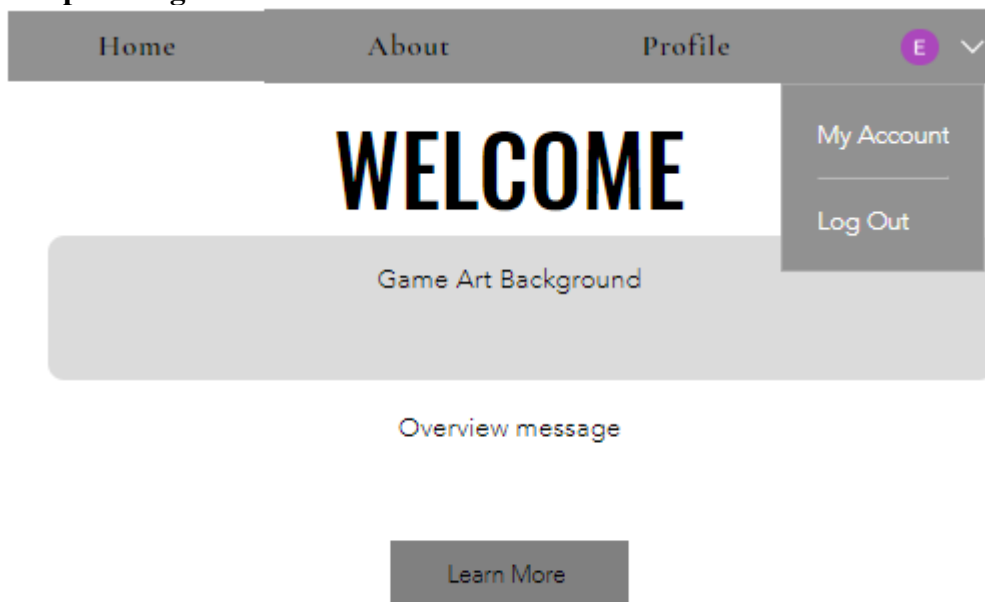 Home About Profile E
My Account
WELCOME
Log Out
Game Art Background
Overview message
Learn More